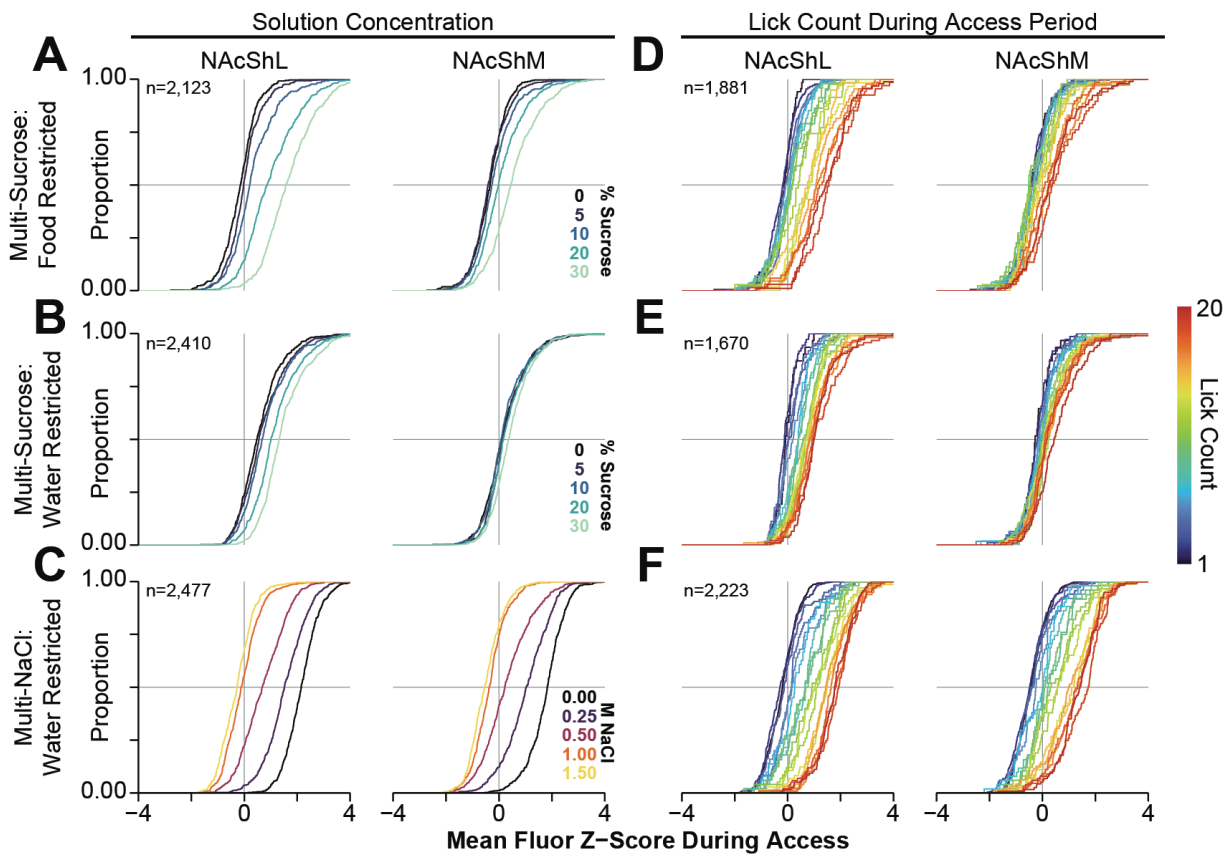 Solution Concentration
Lick Count During Access Period
A
NAcShL
NAcShM
D
NAcShL
NAcShM
Multi-Sucrose:
Food Restricted
Proportion
1.00
0.00
n=2,123
% Sucrose
0
5
10
20
30
n=1,881
B
E
Multi-Sucrose:
Water Restricted
Proportion
1.00
0.00
n=2,410
% Sucrose
0
5
10
20
30
n=1,670
20
Lick Count
1
C
F
Multi-NaCl:
Water Restricted
Proportion
1.00
0.00
n=2,477
M NaCl
0.00
0.25
0.50
1.00
1.50
n=2,223
−4 0 4
−4 0 4
−4 0 4
−4 0 4
Mean Fluor Z−Score During Access